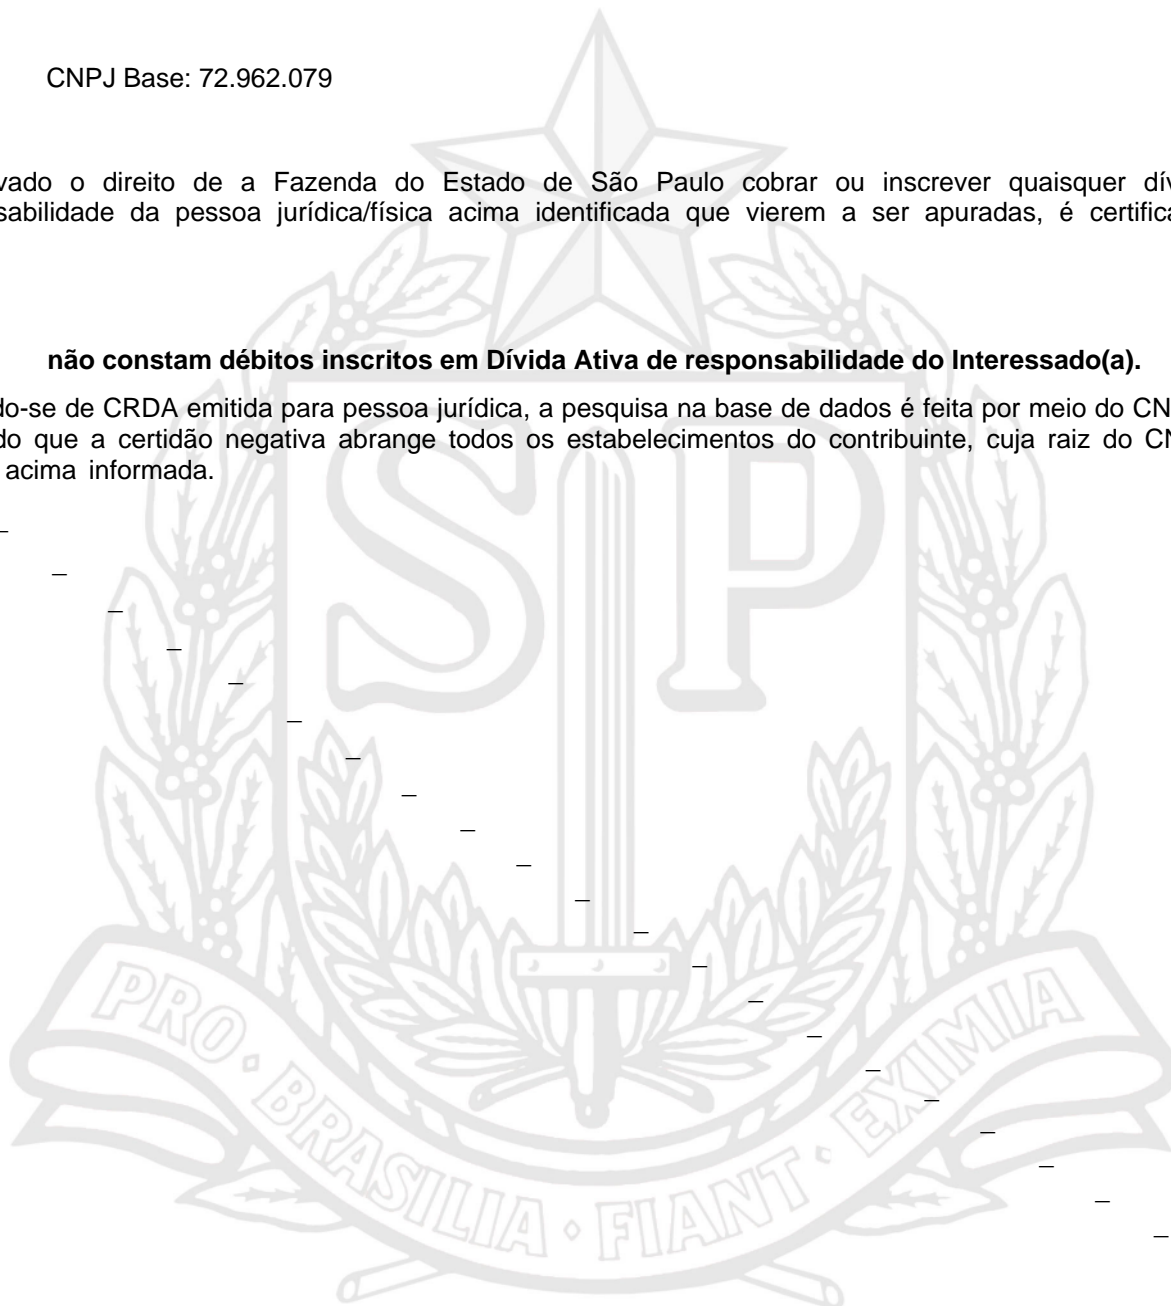 CNPJ Base: 72.962.079
vado o direito de a Fazenda do Estado de São Paulo cobrar ou inscrever quaisquer dív
sabilidade da pessoa jurídica/física acima identificada que vierem a ser apuradas, é certifica
não constam débitos inscritos em Dívida Ativa de responsabilidade do Interessado(a).
do-se de CRDA emitida para pessoa jurídica, a pesquisa na base de dados é feita por meio do CN
do que a certidão negativa abrange todos os estabelecimentos do contribuinte, cuja raiz do CN
acima informada.
SP
PRO · BRASILIA · FIANT · EXIMIA